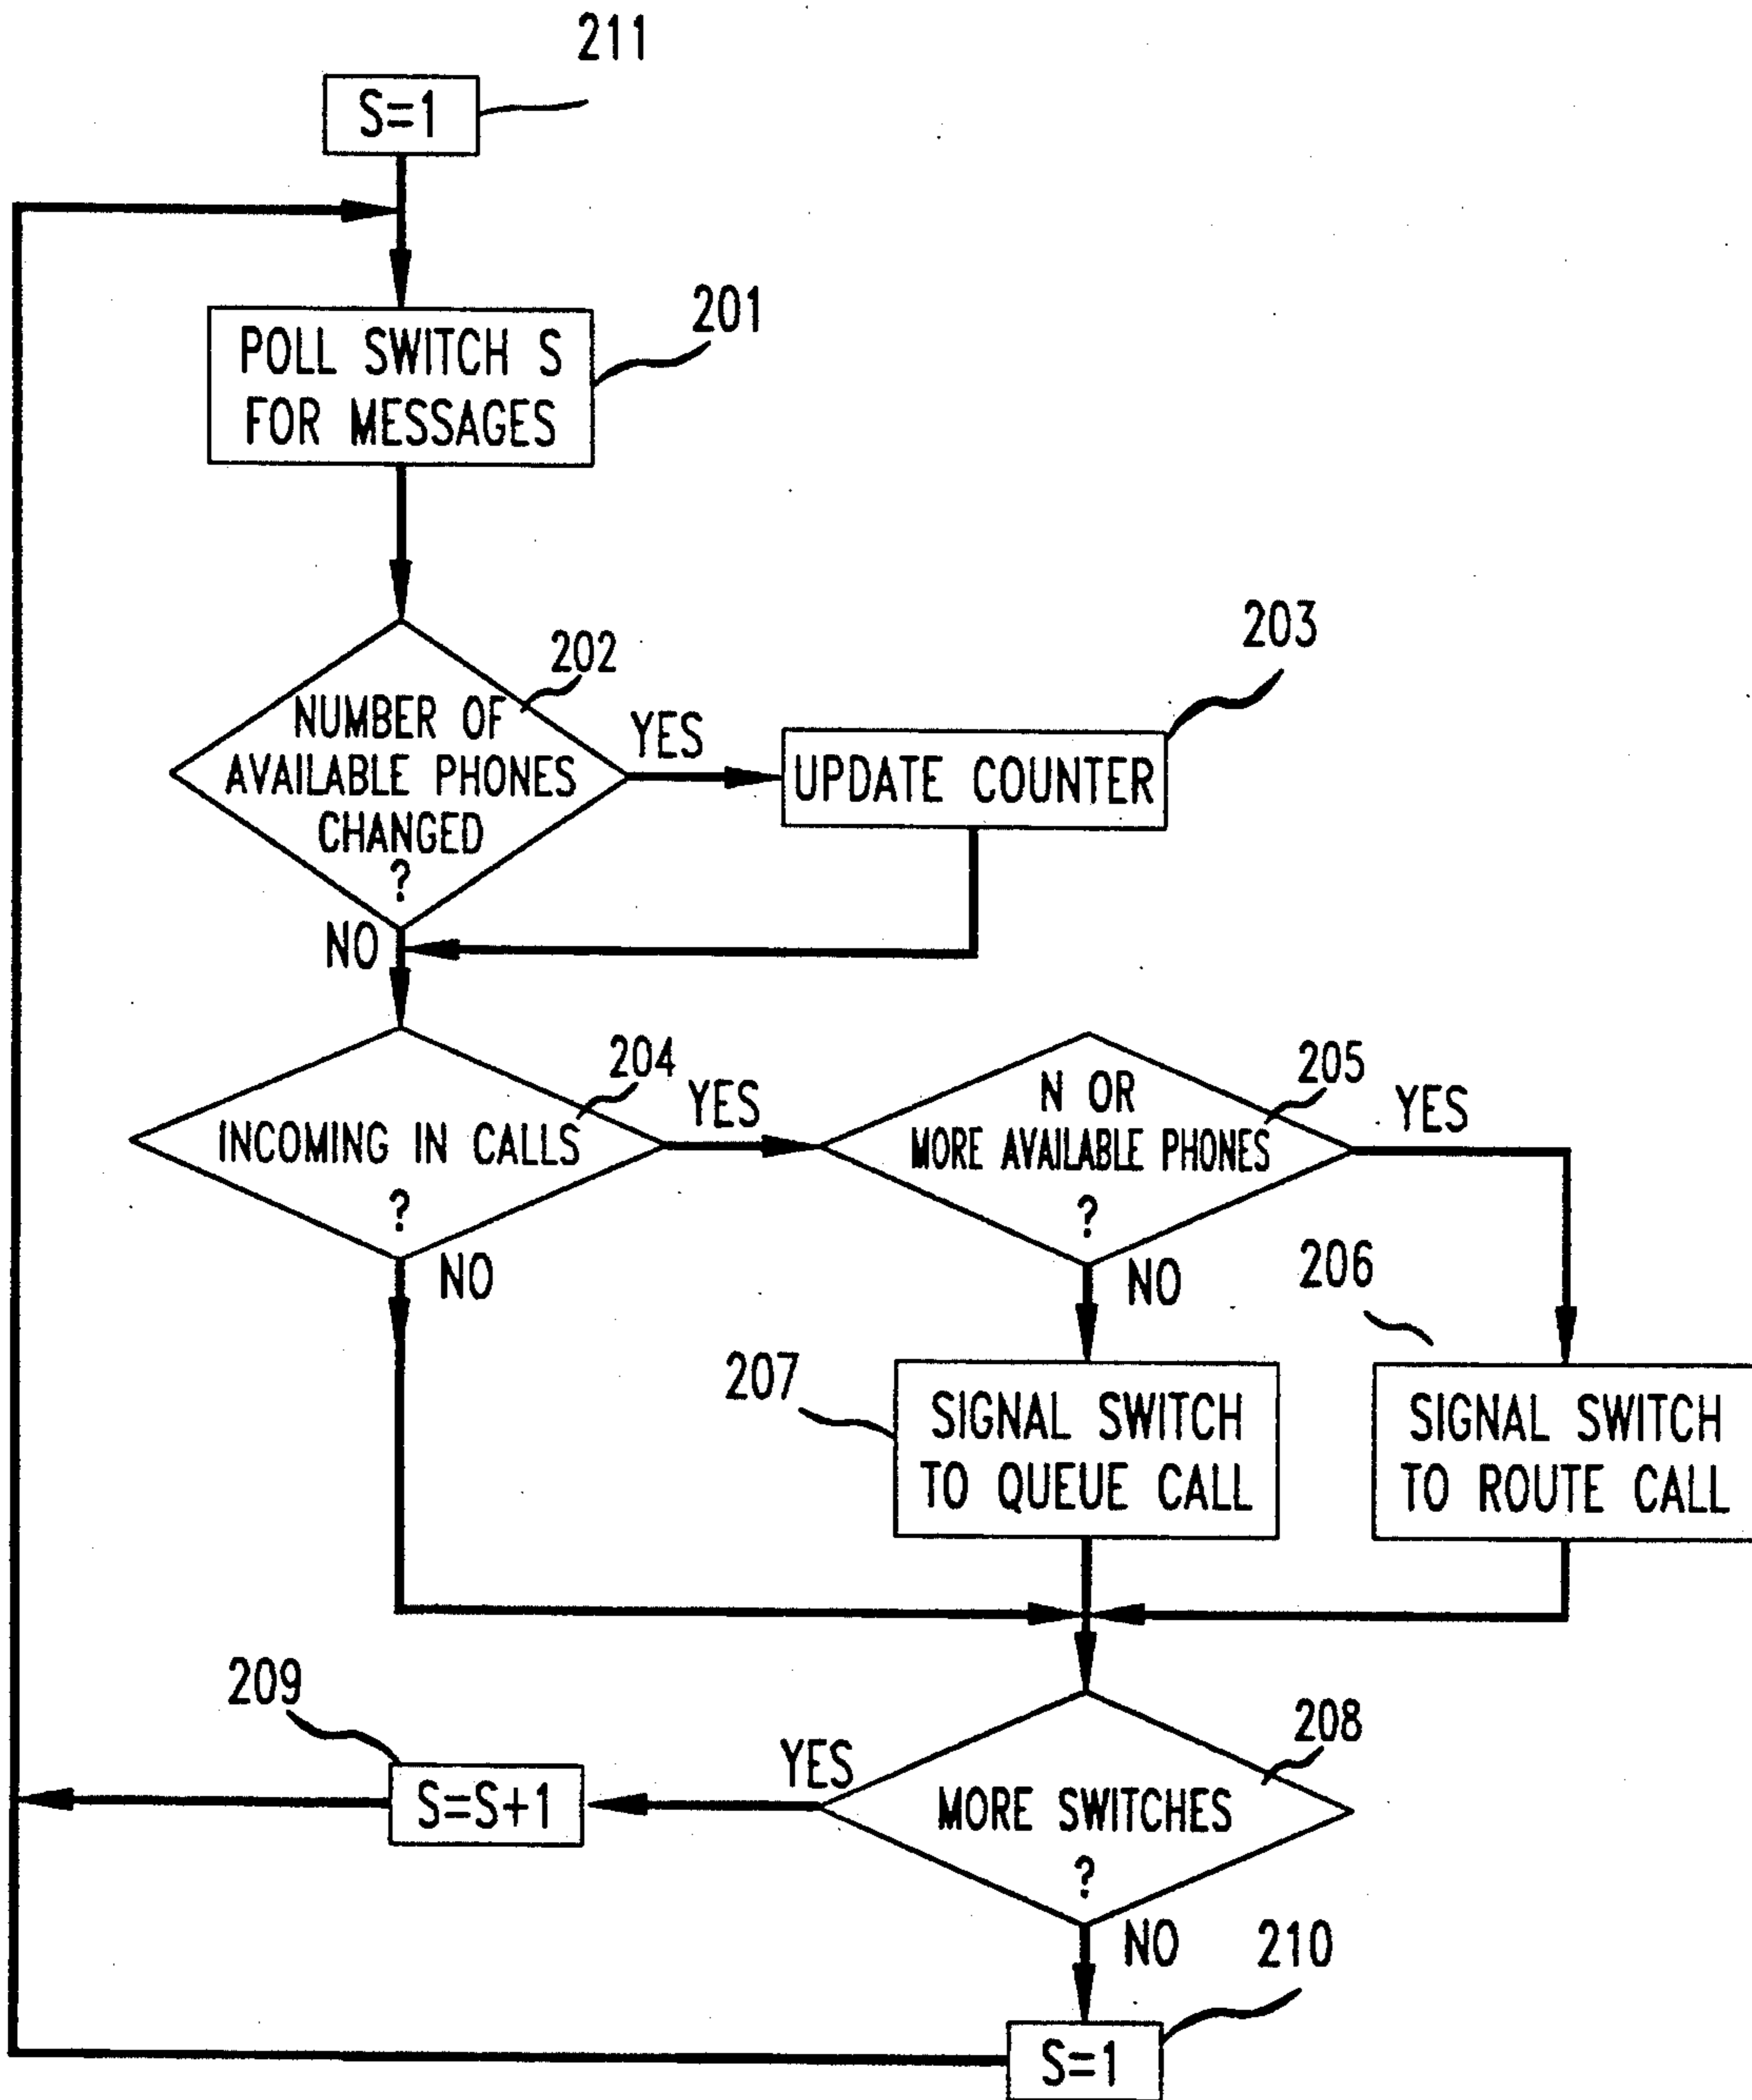 211
S=1
201
POLL SWITCH S
FOR MESSAGES
202
203
NUMBER OF
AVAILABLE PHONES
CHANGED
?
YES
UPDATE COUNTER
NO
204
205
INCOMING IN CALLS
?
YES
N OR
MORE AVAILABLE PHONES
?
YES
NO
NO
206
207
SIGNAL SWITCH
TO QUEUE CALL
SIGNAL SWITCH
TO ROUTE CALL
209
208
S=S+1
YES
MORE SWITCHES
?
NO
210
S=1